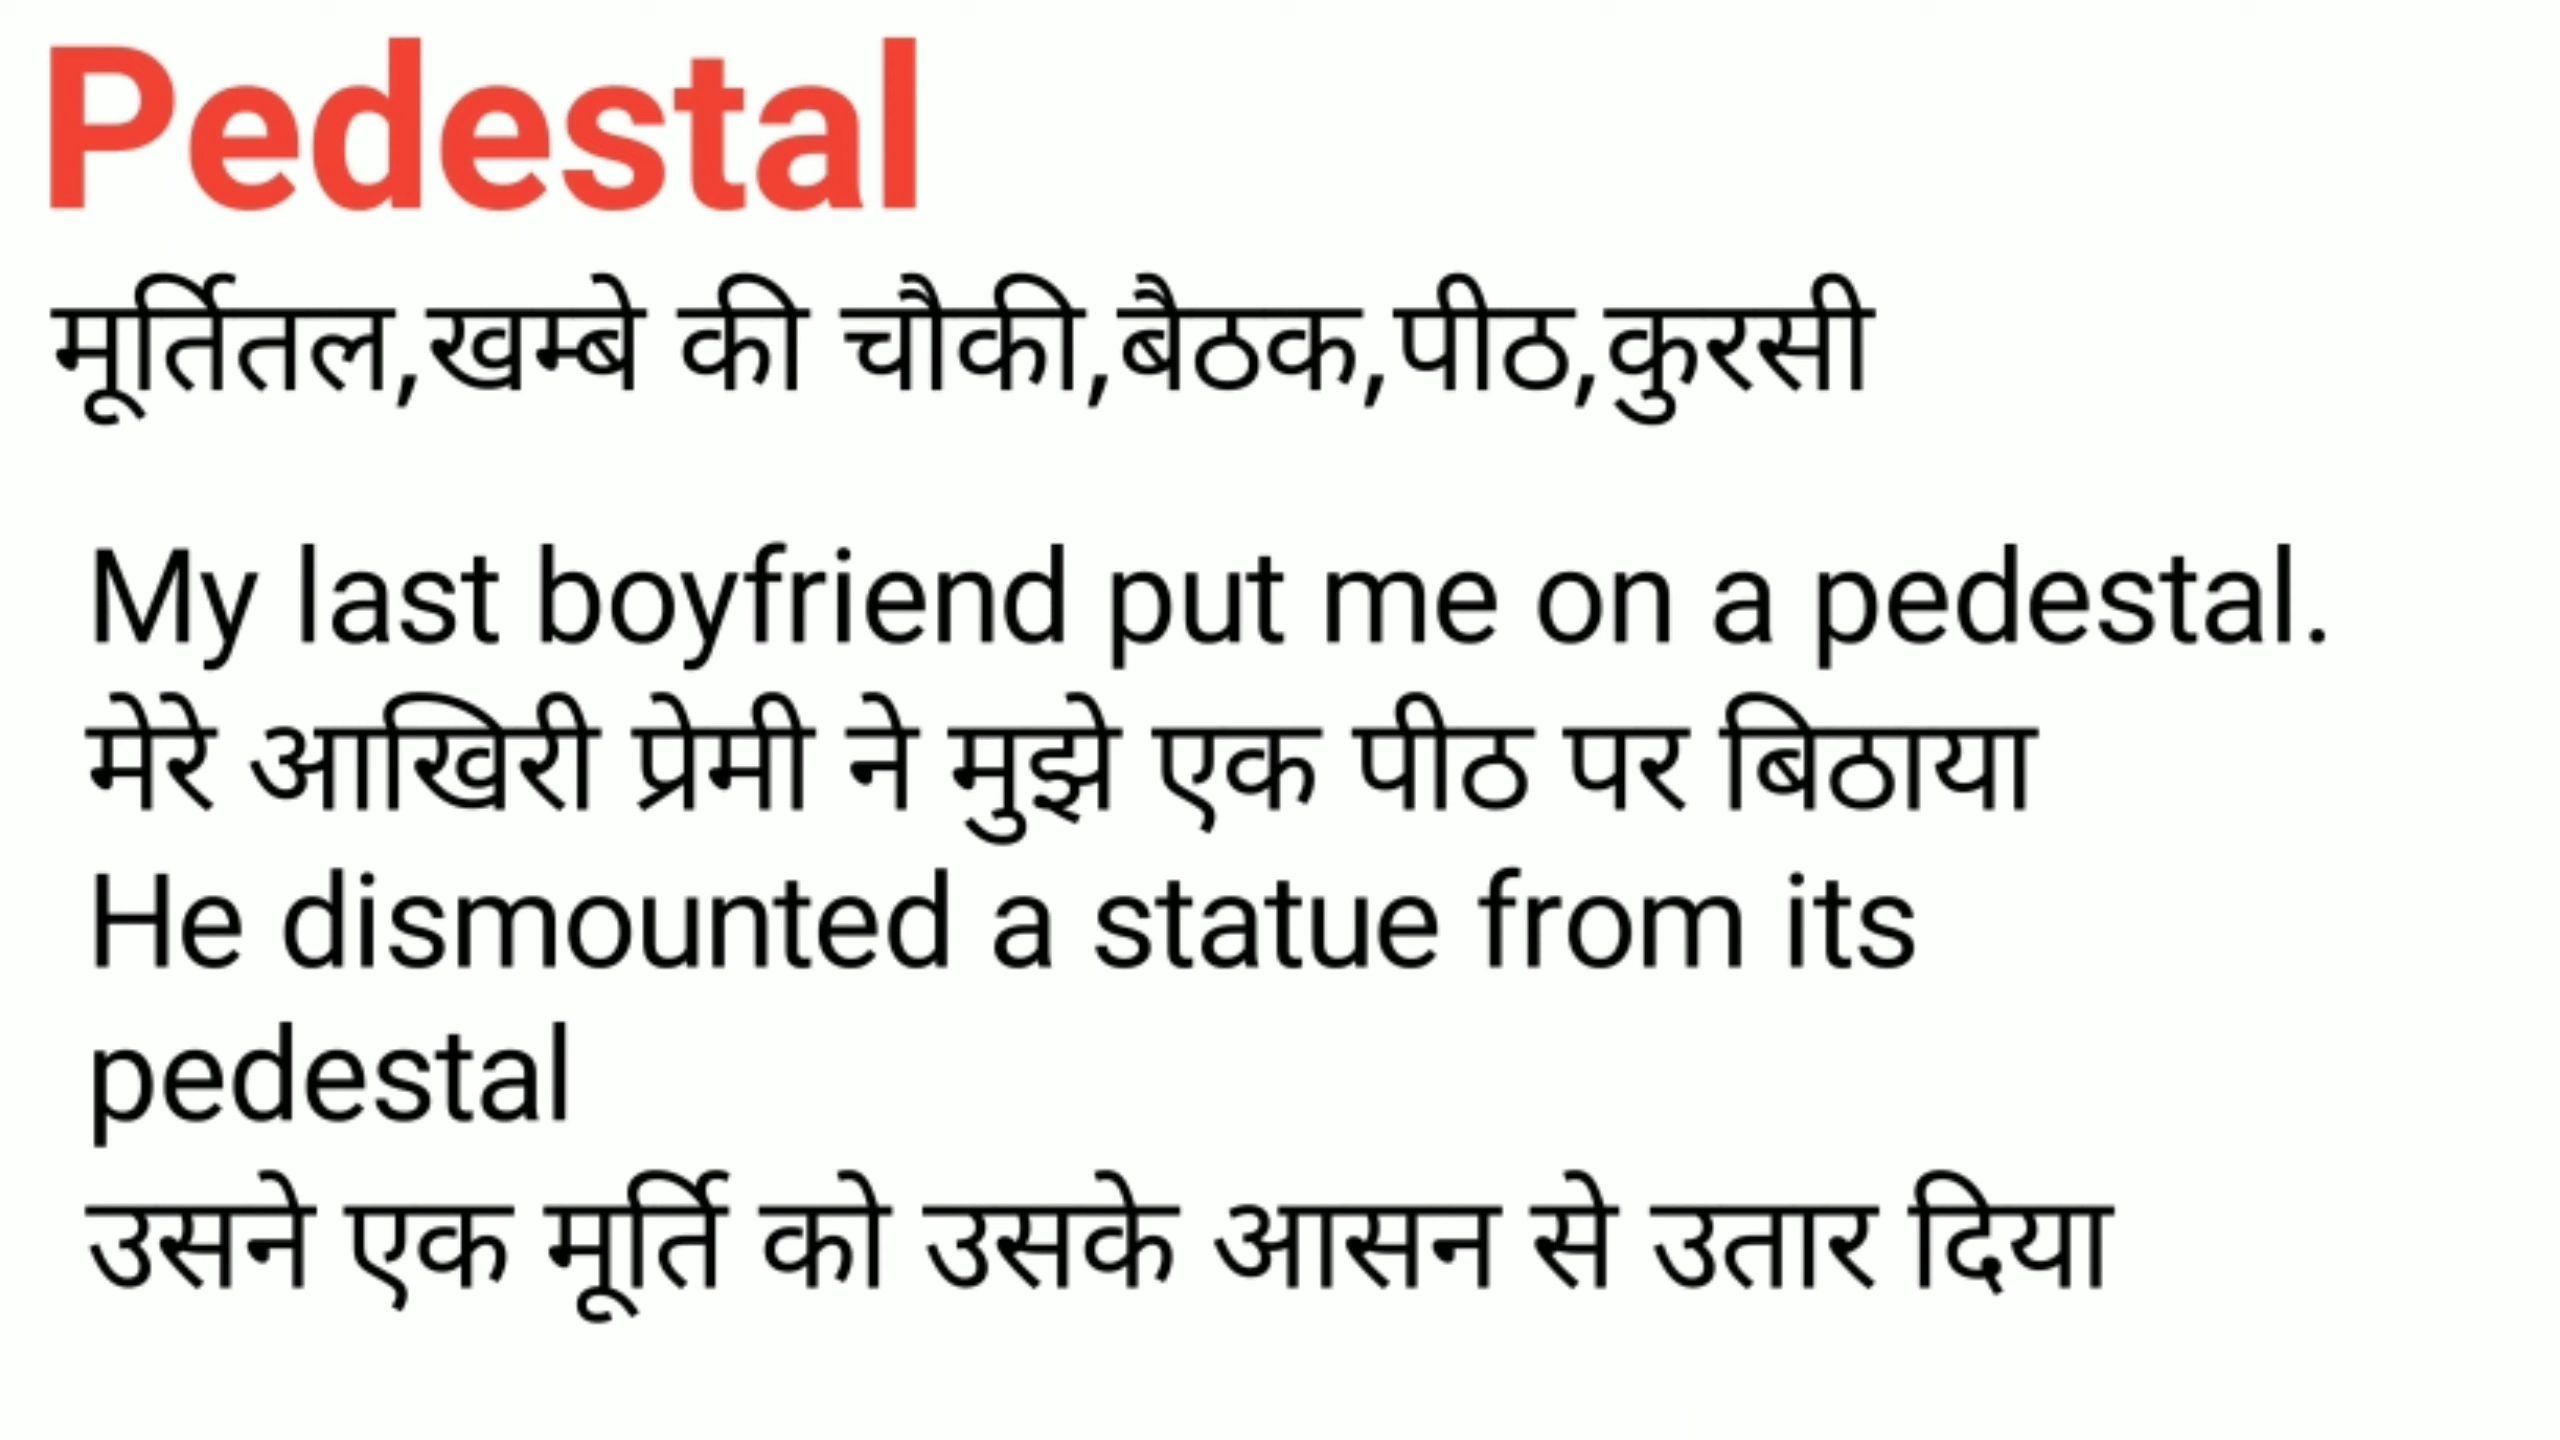 Pedestal
मूर्तितल,खम्बे की चौकी,बैठक,पीठ,कुरसी
My last boyfriend put me on a pedestal.
मेरे आखिरी प्रेमी ने मुझे एक पीठ पर बिठाया
He dismounted a statue from its
pedestal
उसने एक मूर्ति को उसके आसन से उतार दिया